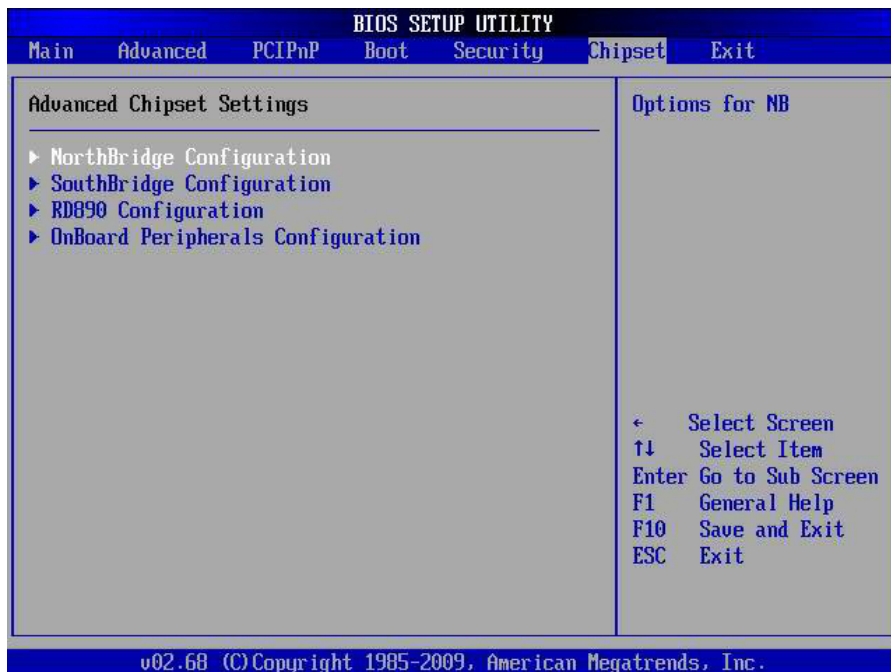 BIOS SETUP UTILITY
Main Advanced PCIPnP Boot Security Chipset Exit
Advanced Chipset Settings
NorthBridge Configuration
SouthBridge Configuration
RD890 Configuration
OnBoard Peripherals Configuration
Options for NB
← Select Screen
↑↓ Select Item
Enter Go to Sub Screen
F1 General Help
F10 Save and Exit
ESC Exit
v02.68 (C)Copyright 1985-2009, American Megatrends, Inc.